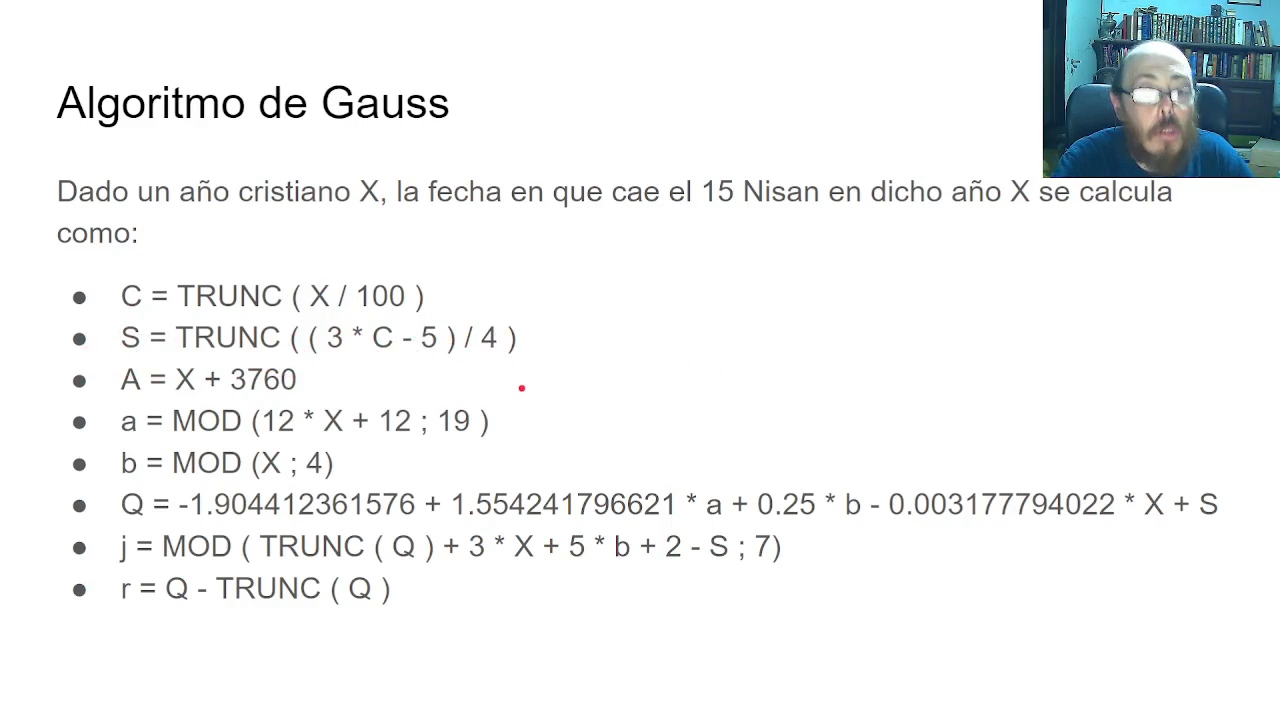 Algoritmo de Gauss
Dado un año cristiano X, la fecha en que cae el 15 Nisan en dicho año X se calcula
como:
● C = TRUNC ( X / 100 )
● S = TRUNC ( ( 3 * C - 5 ) / 4 )
● A = X + 3760
● a = MOD (12 * X + 12 ; 19 )
● b = MOD (X ; 4)
● Q = -1.904412361576 + 1.554241796621 * a + 0.25 * b - 0.003177794022 * X + S
● j = MOD ( TRUNC ( Q ) + 3 * X + 5 * b + 2 - S ; 7)
● r = Q - TRUNC ( Q )